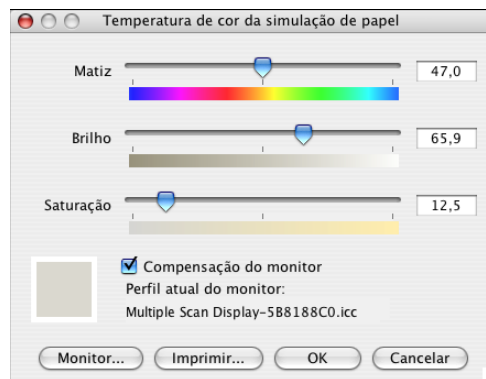 Temperatura de cor da simulação de papel
Matiz 47,0
Brilho 65,9
Saturação 12,5
Compensação do monitor
Perfil atual do monitor:
Multiple Scan Display-5B8188C0.icc
Monitor... Imprimir... OK Cancelar